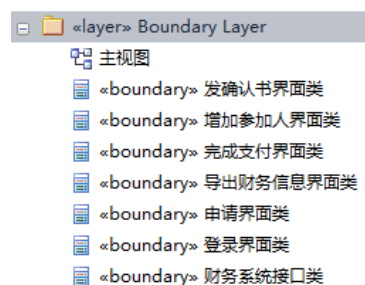 «layer» Boundary Layer
主视图
«boundary» 发确认书界面类
«boundary» 增加参加人界面类
«boundary» 完成支付界面类
«boundary» 导出财务信息界面类
«boundary» 申请界面类
«boundary» 登录界面类
«boundary» 财务系统接口类